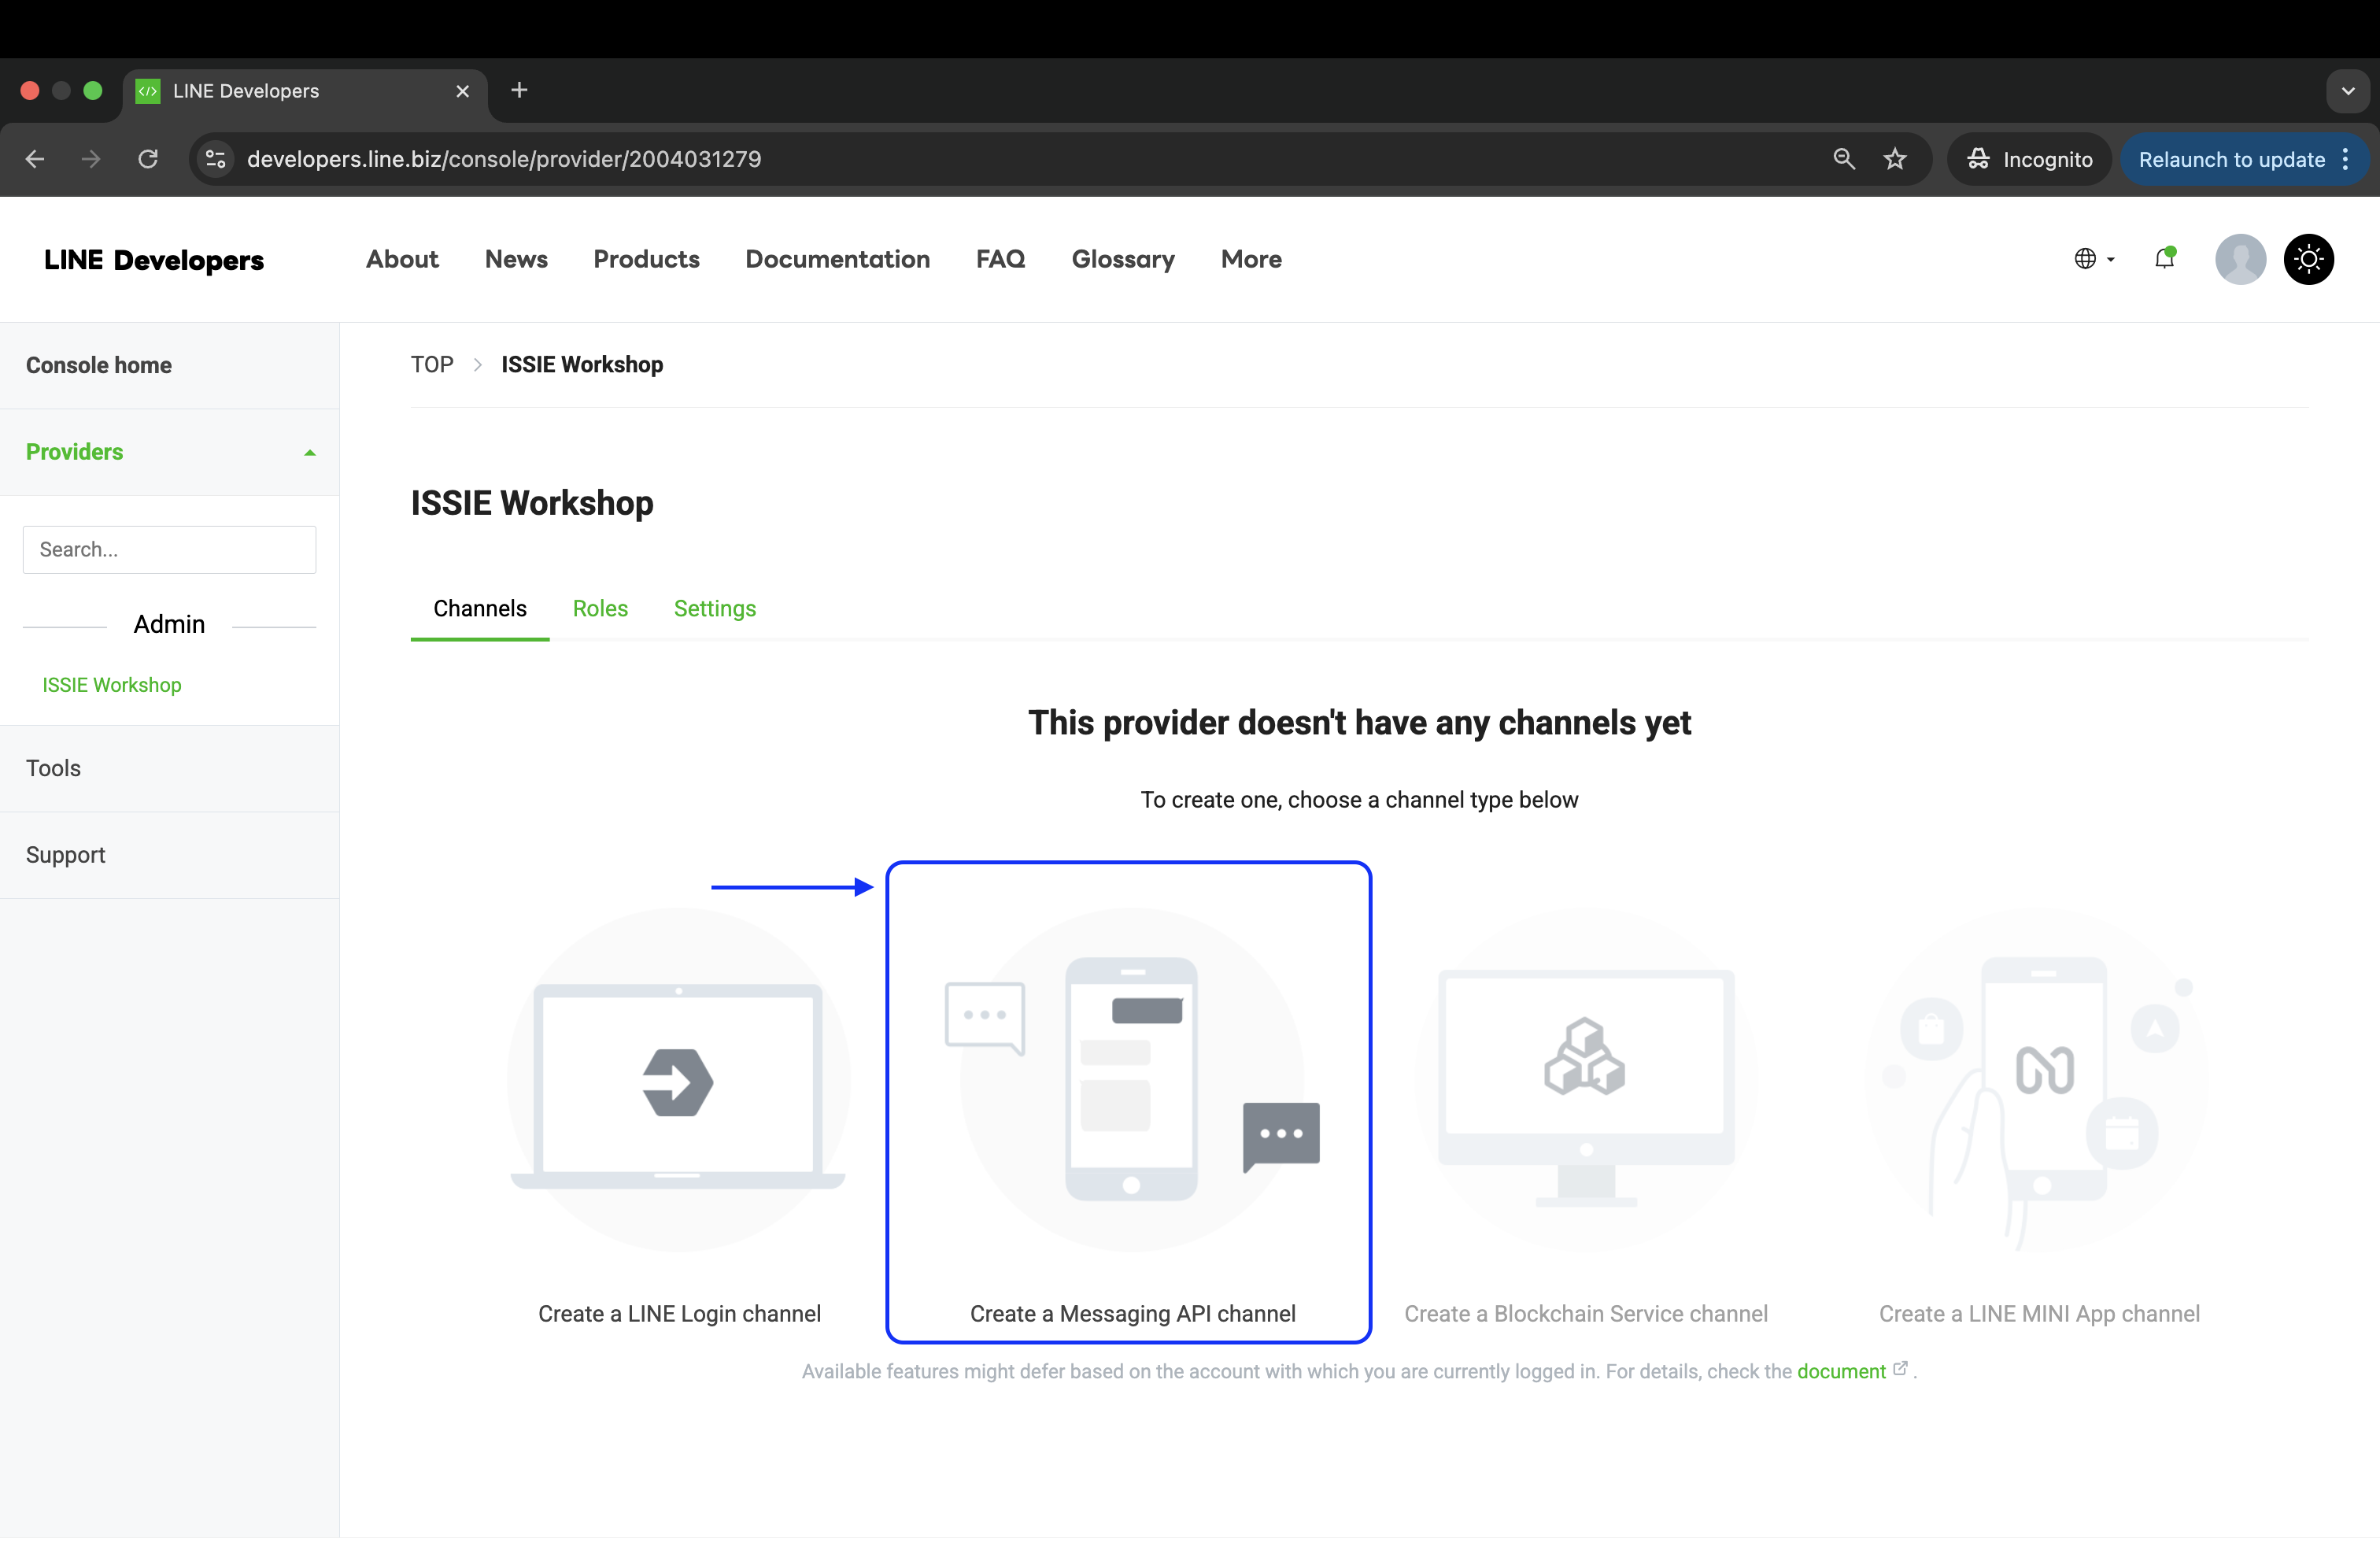 LINE Developers
developers.line.biz/console/provider/2004031279
Incognito
Relaunch to update
LINE Developers
About
News
Products
Documentation
FAQ
Glossary
More
Console home
Providers
Search...
Admin
ISSIE Workshop
Tools
Support
TOP
ISSIE Workshop
ISSIE Workshop
Channels
Roles
Settings
This provider doesn't have any channels yet
To create one, choose a channel type below
Create a LINE Login channel
Create a Messaging API channel
Create a Blockchain Service channel
Create a LINE MINI App channel
Available features might defer based on the account with which you are currently logged in. For details, check the document .